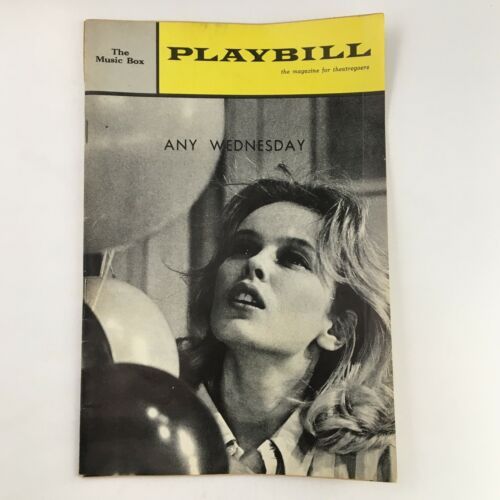 The
Music Box
PLAYBILL
the magazine for theatregoers
ANY WEDNESDAY